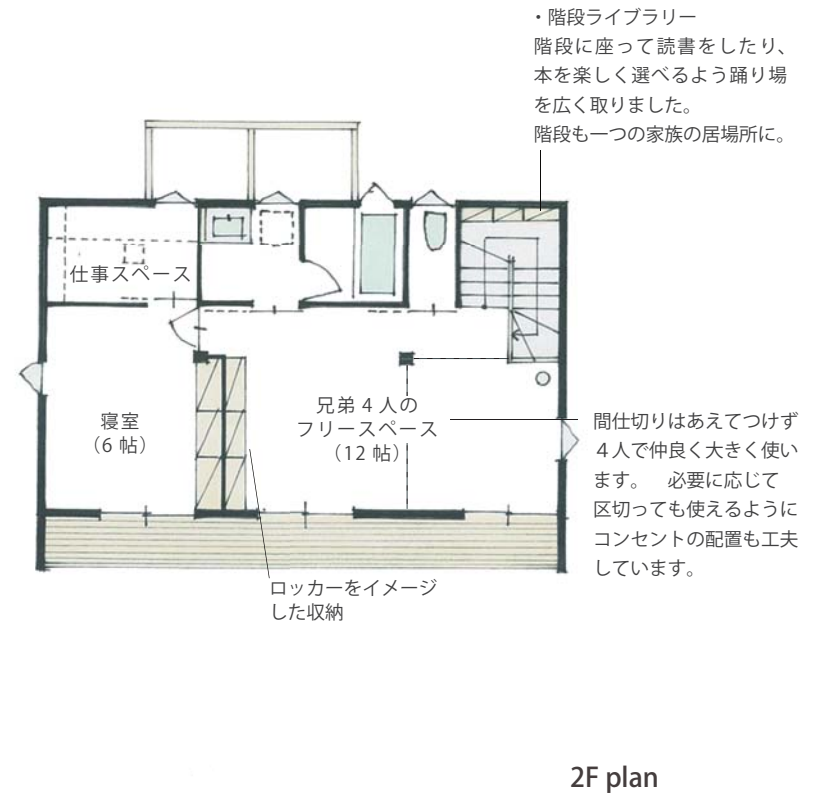 ・階段ライブラリー
階段に座って読書をしたり、
本を楽しく選べるよう踊り場
を広く取りました。
階段も一つの家族の居場所に。
仕事スペース
寝室
（6 帖）
兄弟 4 人の
フリースペース
（12 帖）
間仕切りはあえてつけず
４人で仲良く大きく使い
ます。　必要に応じて
区切っても使えるように
コンセントの配置も工夫
しています。
ロッカーをイメージ
した収納
2F plan